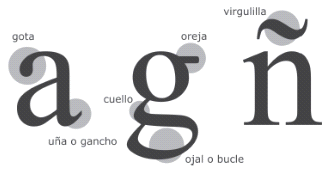 virgulilla
gota
oreja
a g ñ
cuello
uña o gancho
ojal o bucle